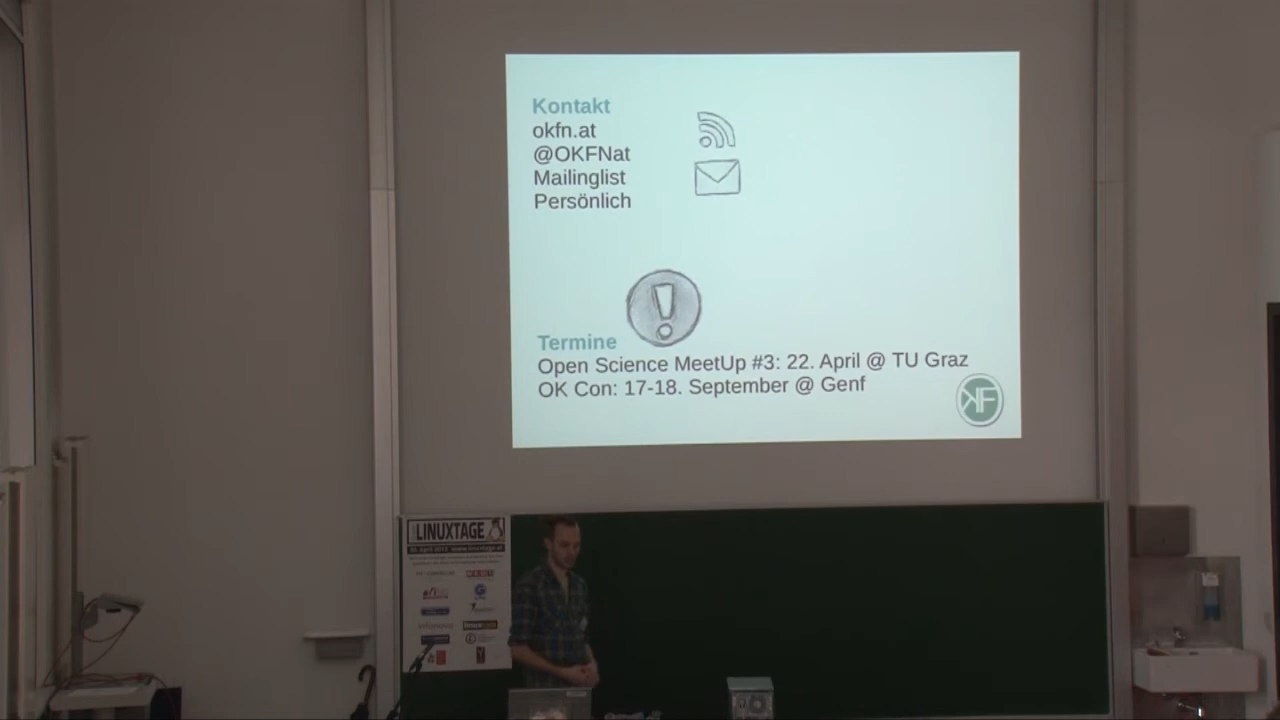 Kontakt
okfn.at
@OKFNat
Mailinglist
Persönlich
Termine
Open Science MeetUp #3: 22. April @ TU Graz
OK Con: 17-18. September @ Genf
LINUXTAGE